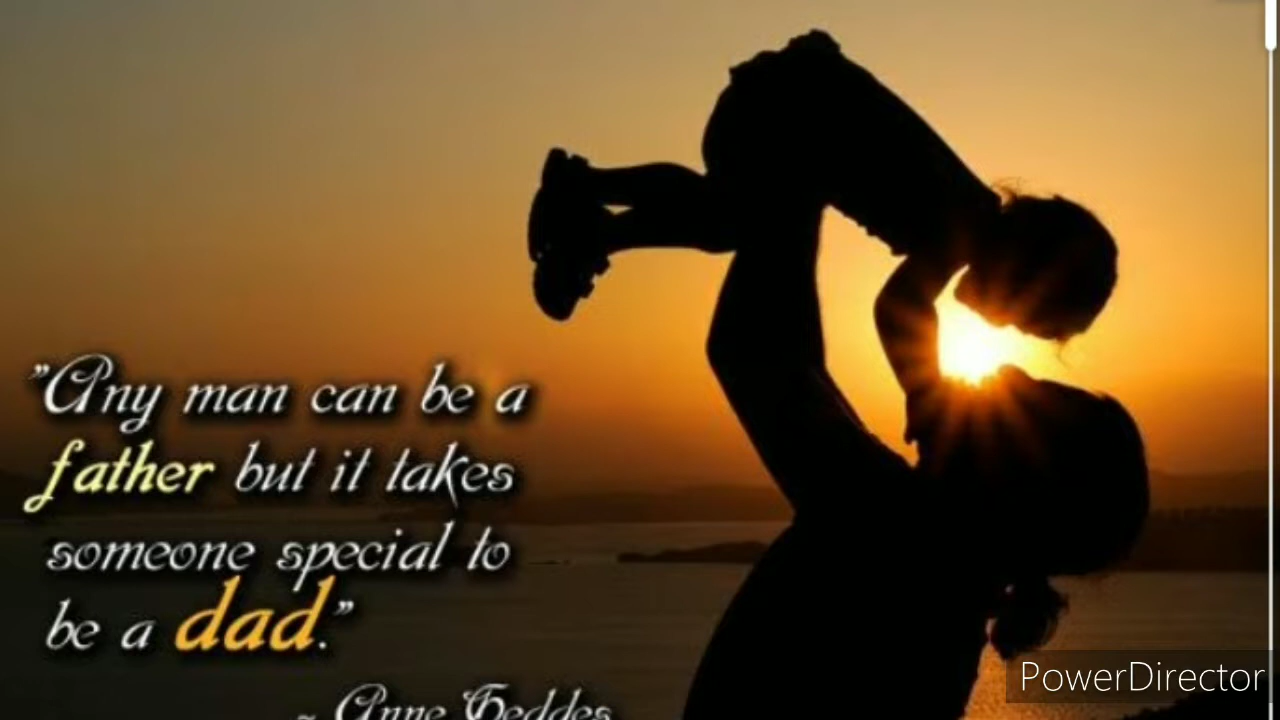 "Any man can be a
father but it takes
someone special to
be a dad."
~ Anne Geddes
PowerDirector